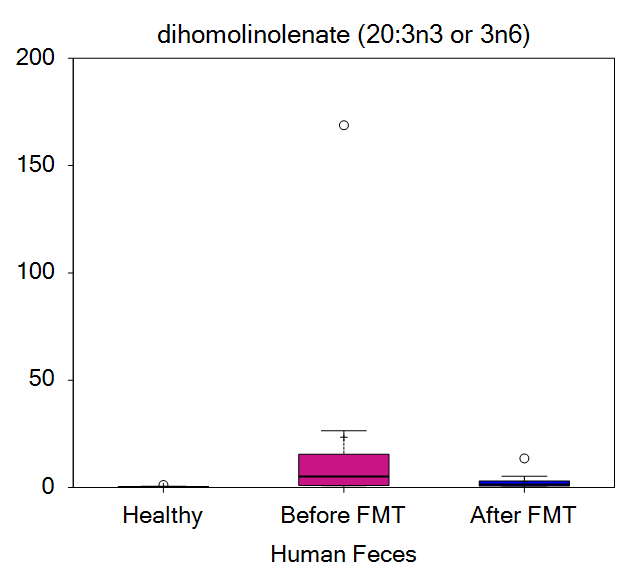 dihomolinolenate (20:3n3 or 3n6)
200
150
100
50
0
Healthy Before FMT After FMT
Human Feces